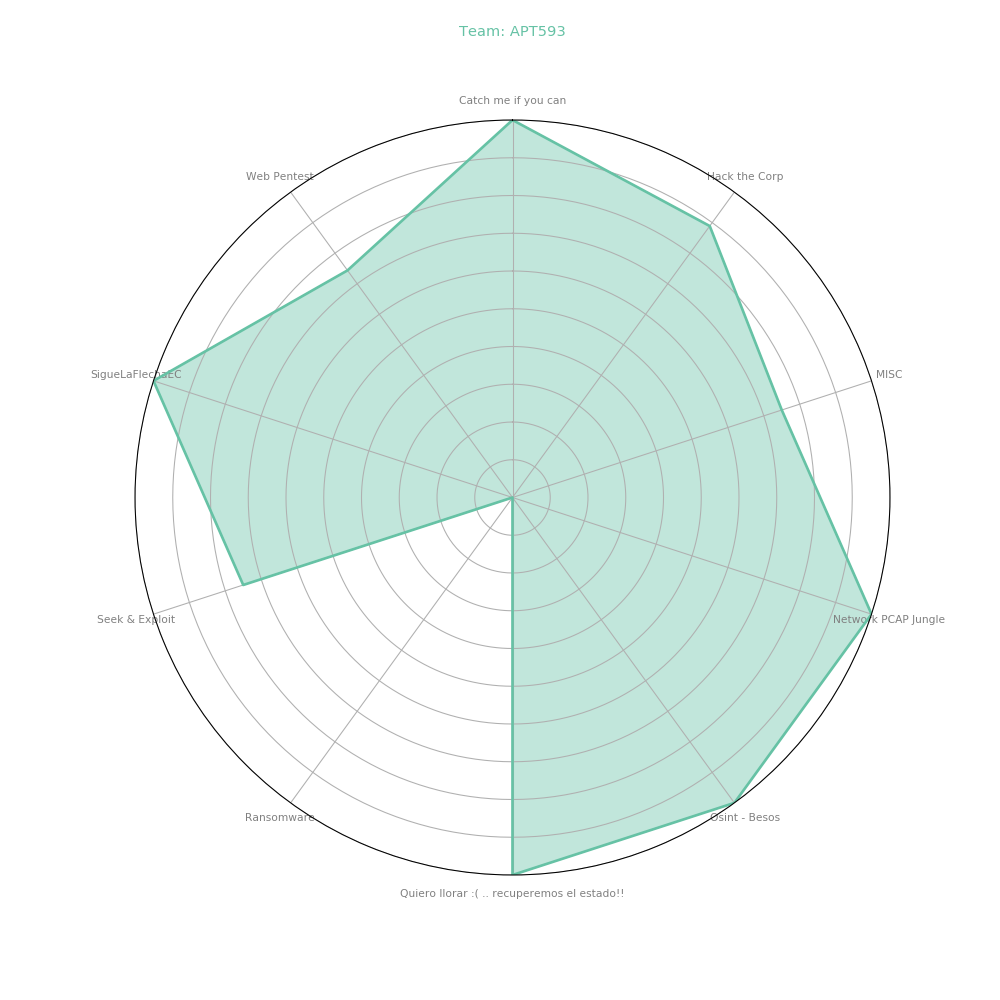 Team: APT593
Catch me if you can
Web Pentest
Hack the Corp
SigueLaFlechaEC
MISC
Seek & Exploit
Network PCAP Jungle
Ransomware
Osint - Besos
Quiero llorar :( .. recuperemos el estado!!